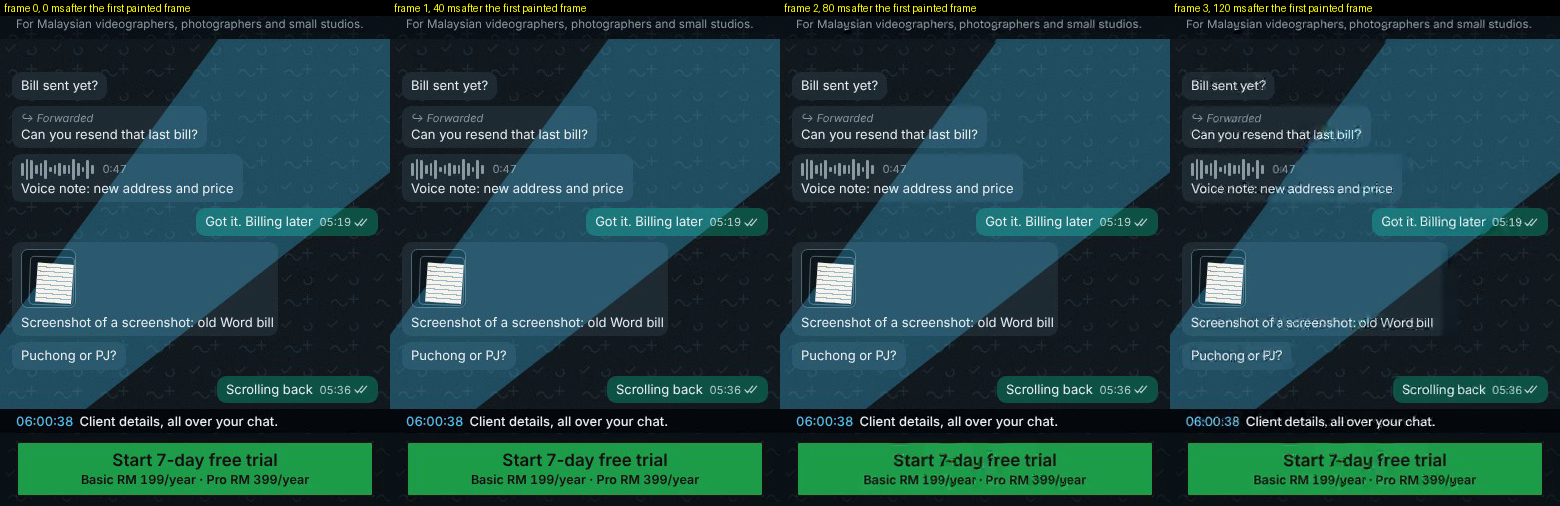 frame 0, 0 ms after the first painted frame
For Malaysian videographers, photographers and small studios.
Bill sent yet?
Forwarded
Can you resend that last bill?
0:47
Voice note: new address and price
Got it. Billing later 05:19
Screenshot of a screenshot: old Word bill
Puchong or PJ?
Scrolling back 05:36
06:00:38 Client details, all over your chat.
Start 7-day free trial
Basic RM 199/year · Pro RM 399/year
frame 1, 40 ms after the first painted frame
For Malaysian videographers, photographers and small studios.
Bill sent yet?
Forwarded
Can you resend that last bill?
0:47
Voice note: new address and price
Got it. Billing later 05:19
Screenshot of a screenshot: old Word bill
Puchong or PJ?
Scrolling back 05:36
06:00:38 Client details, all over your chat.
Start 7-day free trial
Basic RM 199/year · Pro RM 399/year
frame 2, 80 ms after the first painted frame
For Malaysian videographers, photographers and small studios.
Bill sent yet?
Forwarded
Can you resend that last bill?
0:47
Voice note: new address and price
Got it. Billing later 05:19
Screenshot of a screenshot: old Word bill
Puchong or PJ?
Scrolling back 05:36
06:00:38 Client details, all over your chat.
Start 7-day free trial
Basic RM 199/year · Pro RM 399/year
frame 3, 120 ms after the first painted frame
For Malaysian videographers, photographers and small studios.
Bill sent yet?
Forwarded
Can you resend that last bill?
0:47
Voice note: new address and price
Got it. Billing later 05:19
Screenshot of a screenshot: old Word bill
Puchong or PJ?
Scrolling back 05:36
06:00:38 Client details, all over your chat.
Start 7-day free trial
Basic RM 199/year · Pro RM 399/year